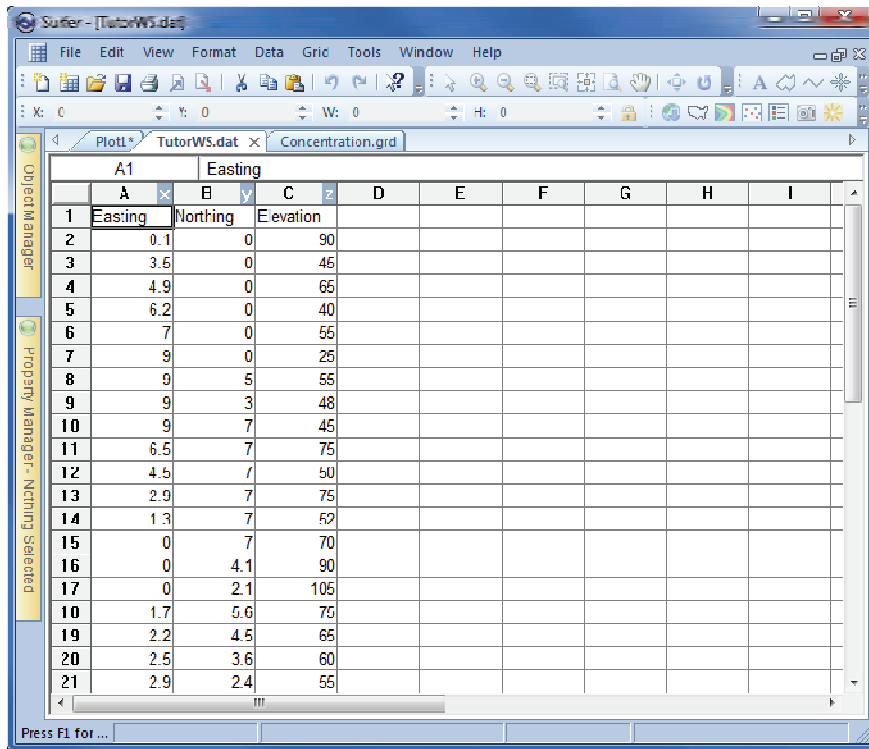 Surfer - [TutorWS.dat]
File Edit View Format Data Grid Tools Window Help
X: 0 Y: 0 W: 0 H: 0
Plot1* TutorWS.dat Concentration.grd
Object Manager
Property Manager - Nothing Selected
A1 Easting
A x B y C z D E F G H I
1 Easting Northing Elevation
2 0.1 0 90
3 3.5 0 45
4 4.9 0 65
5 6.2 0 40
6 7 0 55
7 9 0 25
8 9 5 55
9 9 3 48
10 9 7 45
11 6.5 7 75
12 4.5 7 50
13 2.9 7 75
14 1.3 7 52
15 0 7 70
16 0 4.1 90
17 0 2.1 105
18 1.7 5.6 75
19 2.2 4.5 65
20 2.5 3.6 60
21 2.9 2.4 55
Press F1 for ...